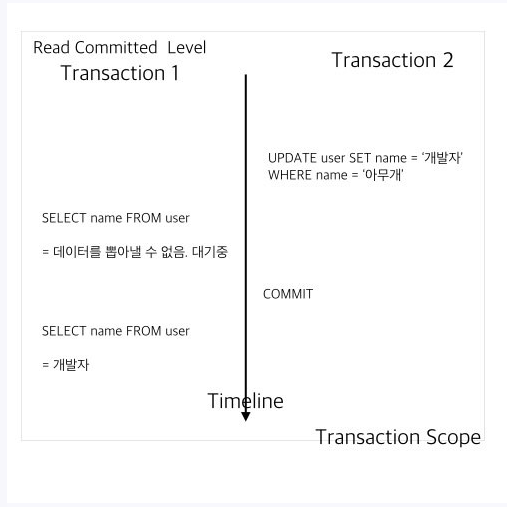 Read Committed  Level
Transaction 1
Transaction 2
UPDATE user SET name = ‘개발자’
WHERE name = '아무개'
SELECT name FROM user
= 데이터를 뽑아낼 수 없음. 대기중
COMMIT
SELECT name FROM user
= 개발자
Timeline
Transaction Scope